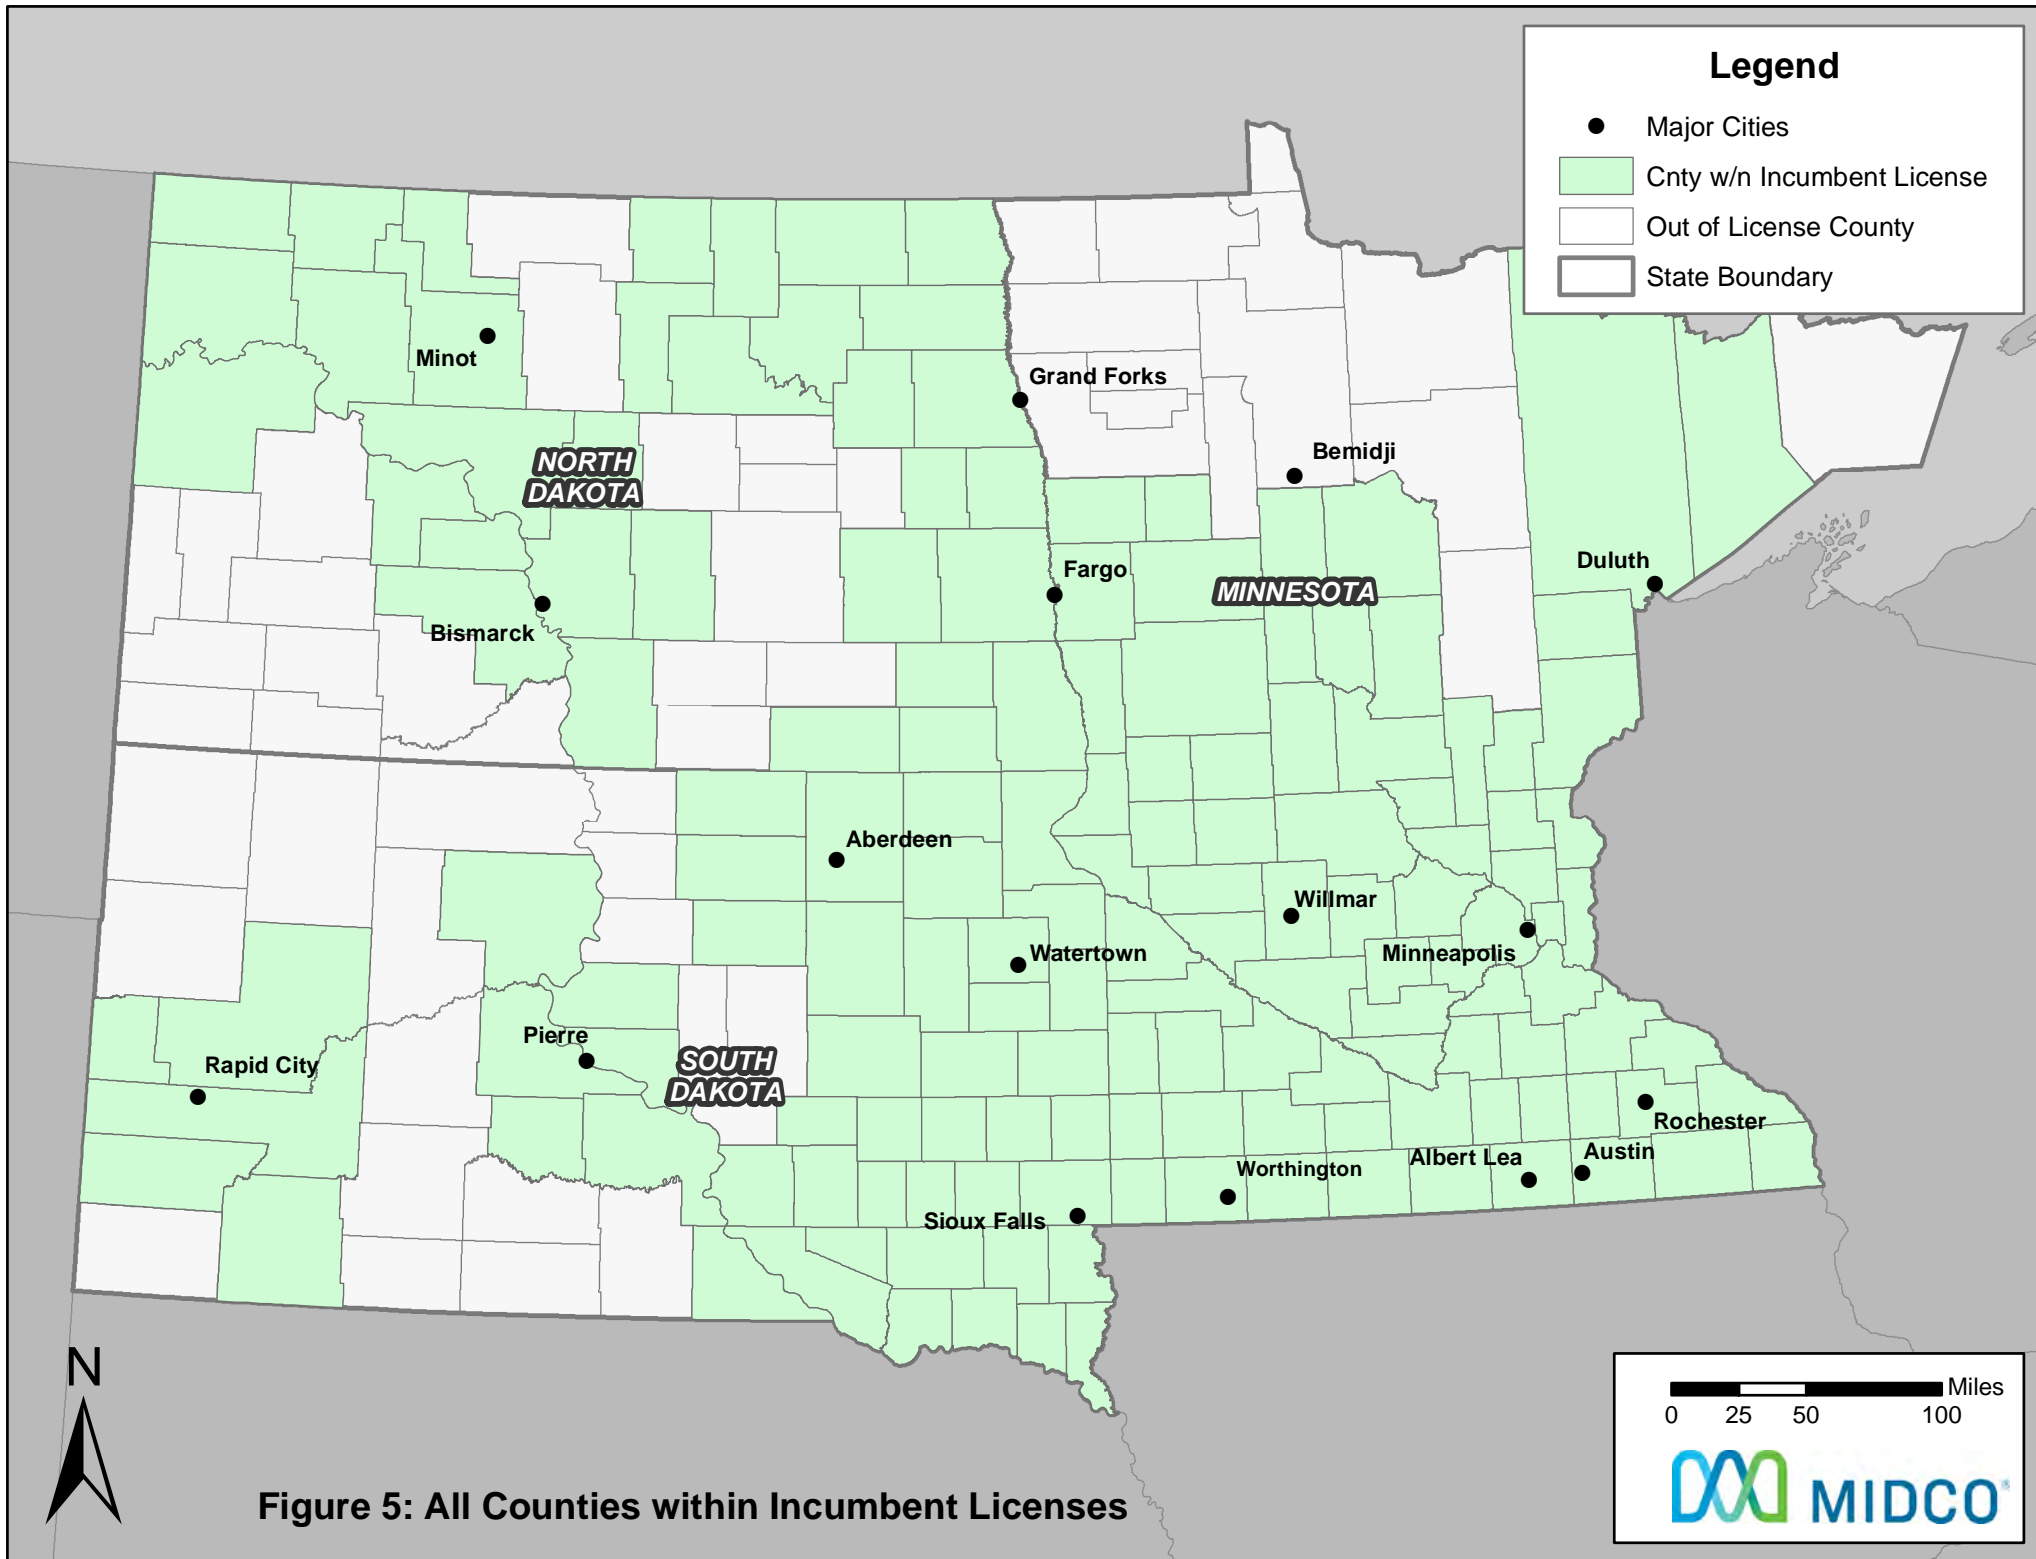 Legend
Major Cities
Cnty w/n Incumbent License
Out of License County
State Boundary
Minot
Grand Forks
Bemidji
NORTH
DAKOTA
Duluth
Fargo
MINNESOTA
Bismarck
Aberdeen
Willmar
Watertown
Minneapolis
Pierre
Rapid City
SOUTH
DAKOTA
Rochester
Austin
Albert Lea
Worthington
Sioux Falls
N
Miles
0 25 50 100
MIDCO
Figure 5: All Counties within Incumbent Licenses